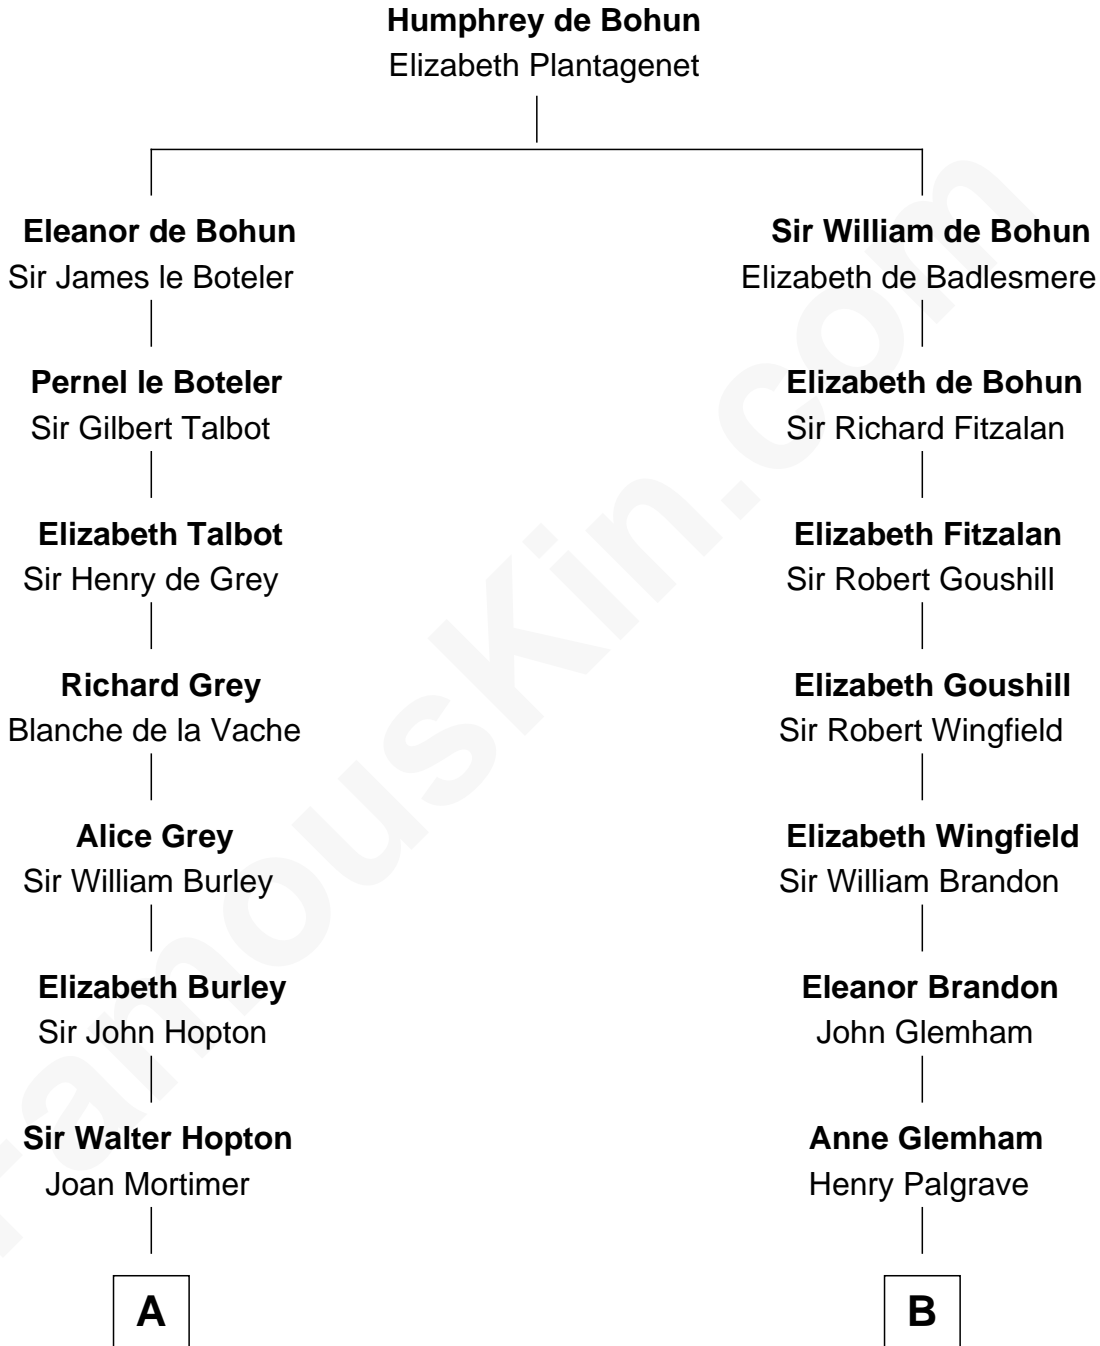 Humphrey de Bohun
Elizabeth Plantagenet
Eleanor de Bohun
Sir James le Boteler
Sir William de Bohun
Elizabeth de Badlesmere
Pernel le Boteler
Sir Gilbert Talbot
Elizabeth de Bohun
Sir Richard Fitzalan
Elizabeth Talbot
Sir Henry de Grey
Elizabeth Fitzalan
Sir Robert Goushill
Richard Grey
Blanche de la Vache
Elizabeth Goushill
Sir Robert Wingfield
Alice Grey
Sir William Burley
Elizabeth Wingfield
Sir William Brandon
Elizabeth Burley
Sir John Hopton
Eleanor Brandon
John Glemham
Sir Walter Hopton
Joan Mortimer
Anne Glemham
Henry Palgrave
A
B
FamousKin.com